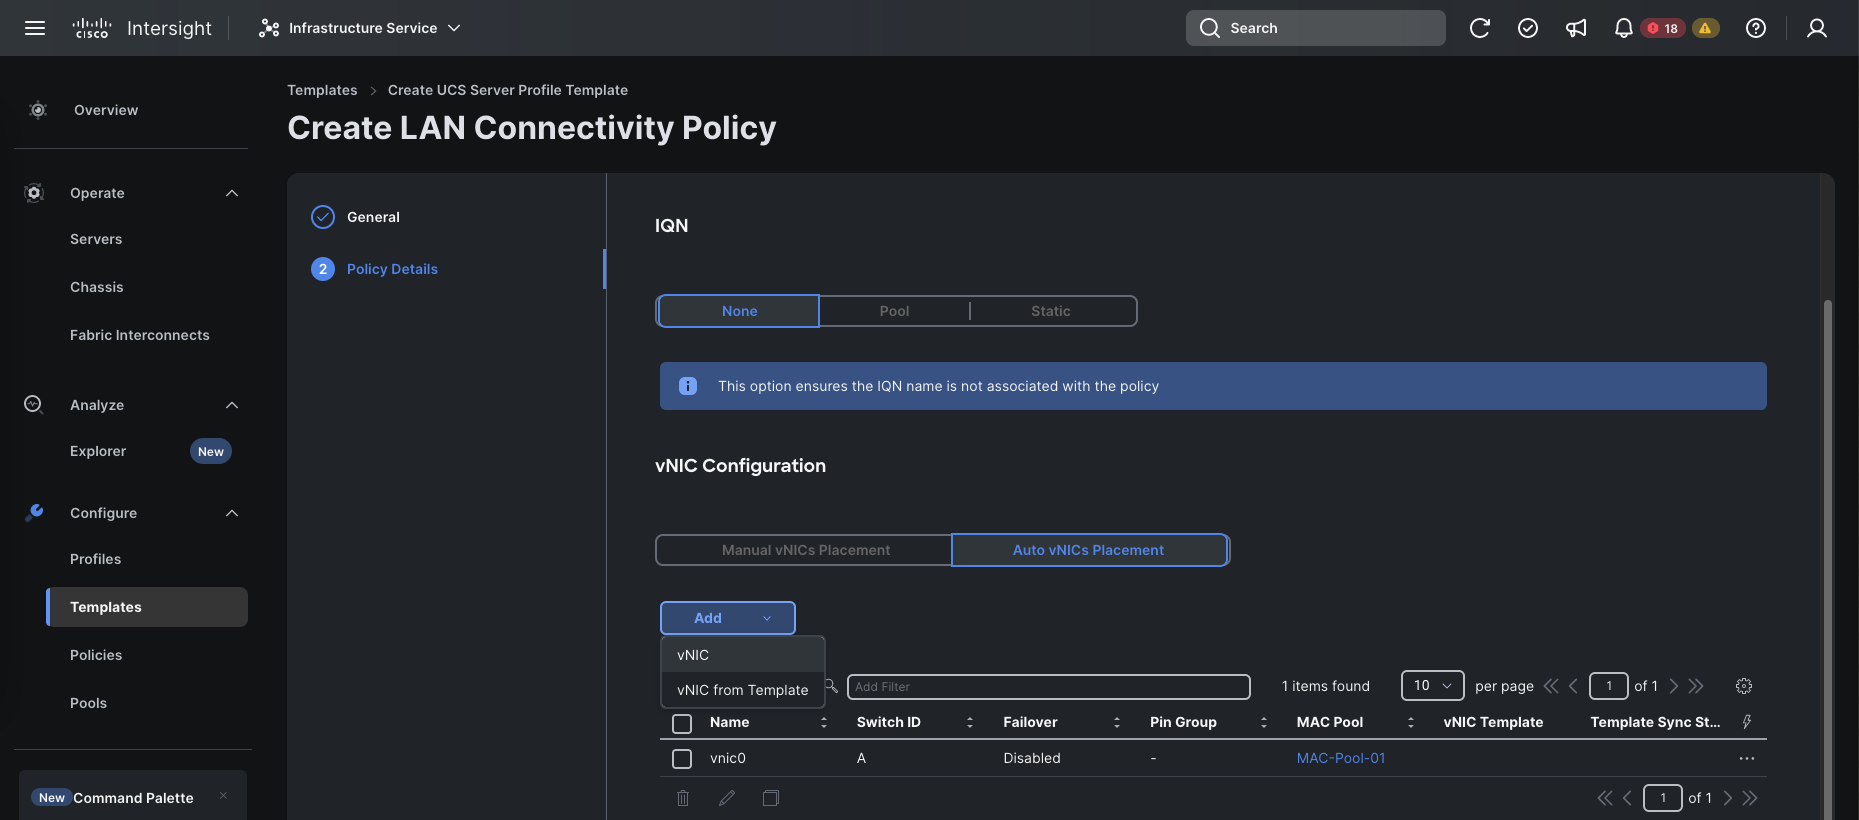 CISCO Intersight Infrastructure Service Search 18
Overview
Operate
Servers
Chassis
Fabric Interconnects
Analyze
Explorer New
Configure
Profiles
Templates
Policies
Pools
New Command Palette
Templates > Create UCS Server Profile Template
Create LAN Connectivity Policy
General
2 Policy Details
IQN
None Pool Static
This option ensures the IQN name is not associated with the policy
vNIC Configuration
Manual vNICs Placement Auto vNICs Placement
Add
vNIC
vNIC from Template
Add Filter 1 items found 10 per page 1 of 1
Name Switch ID Failover Pin Group MAC Pool vNIC Template Template Sync St...
vnic0 A Disabled - MAC-Pool-01 ...
1 of 1